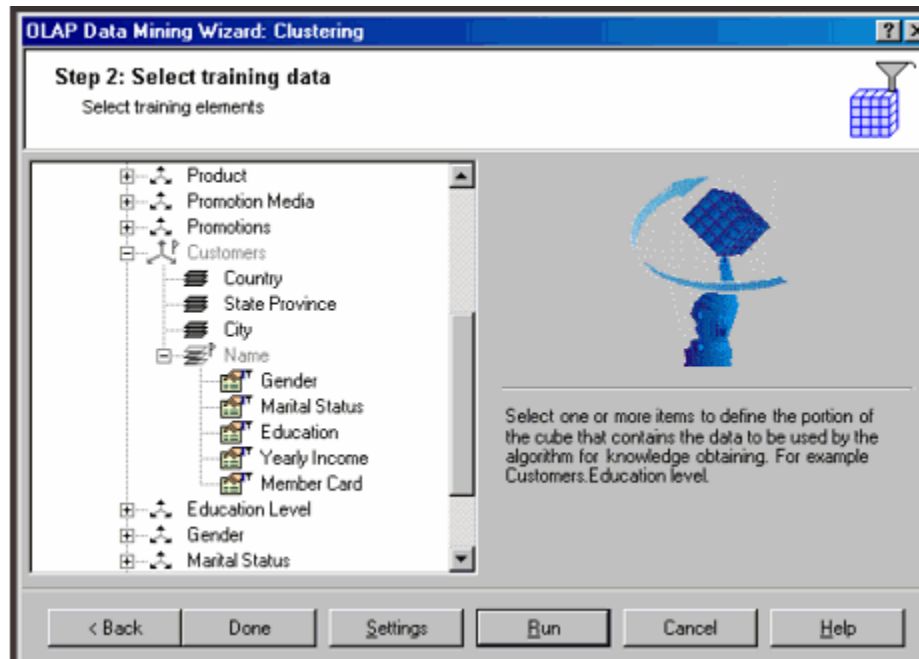 OLAP Data Mining Wizard: Clustering
Step 2: Select training data
Select training elements
Product
Promotion Media
Promotions
Customers
Country
State Province
City
Name
Gender
Marital Status
Education
Yearly Income
Member Card
Education Level
Gender
Marital Status
Select one or more items to define the portion of
the cube that contains the data to be used by the
algorithm for knowledge obtaining. For example
Customers.Education level.
< Back Done Settings Run Cancel Help